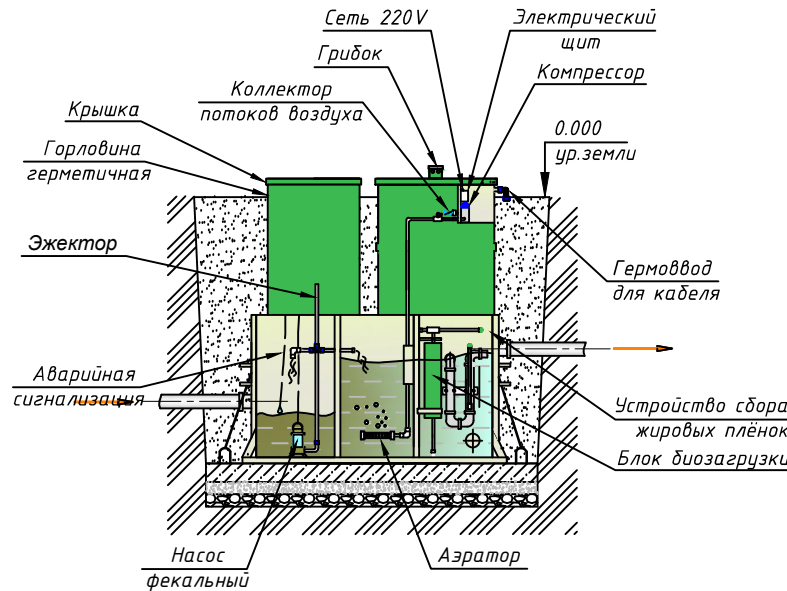 Сеть 220V
Электрический
щит
Грибок
Компрессор
Коллектор
потоков воздуха
Крышка
0.000
ур.земли
Горловина
герметичная
Эжектор
Гермоввод
для кабеля
Аварийная
сигнализация
Устройство сбора
жировых плёнок
Блок биозагрузки
Насос
фекальный
Аэратор